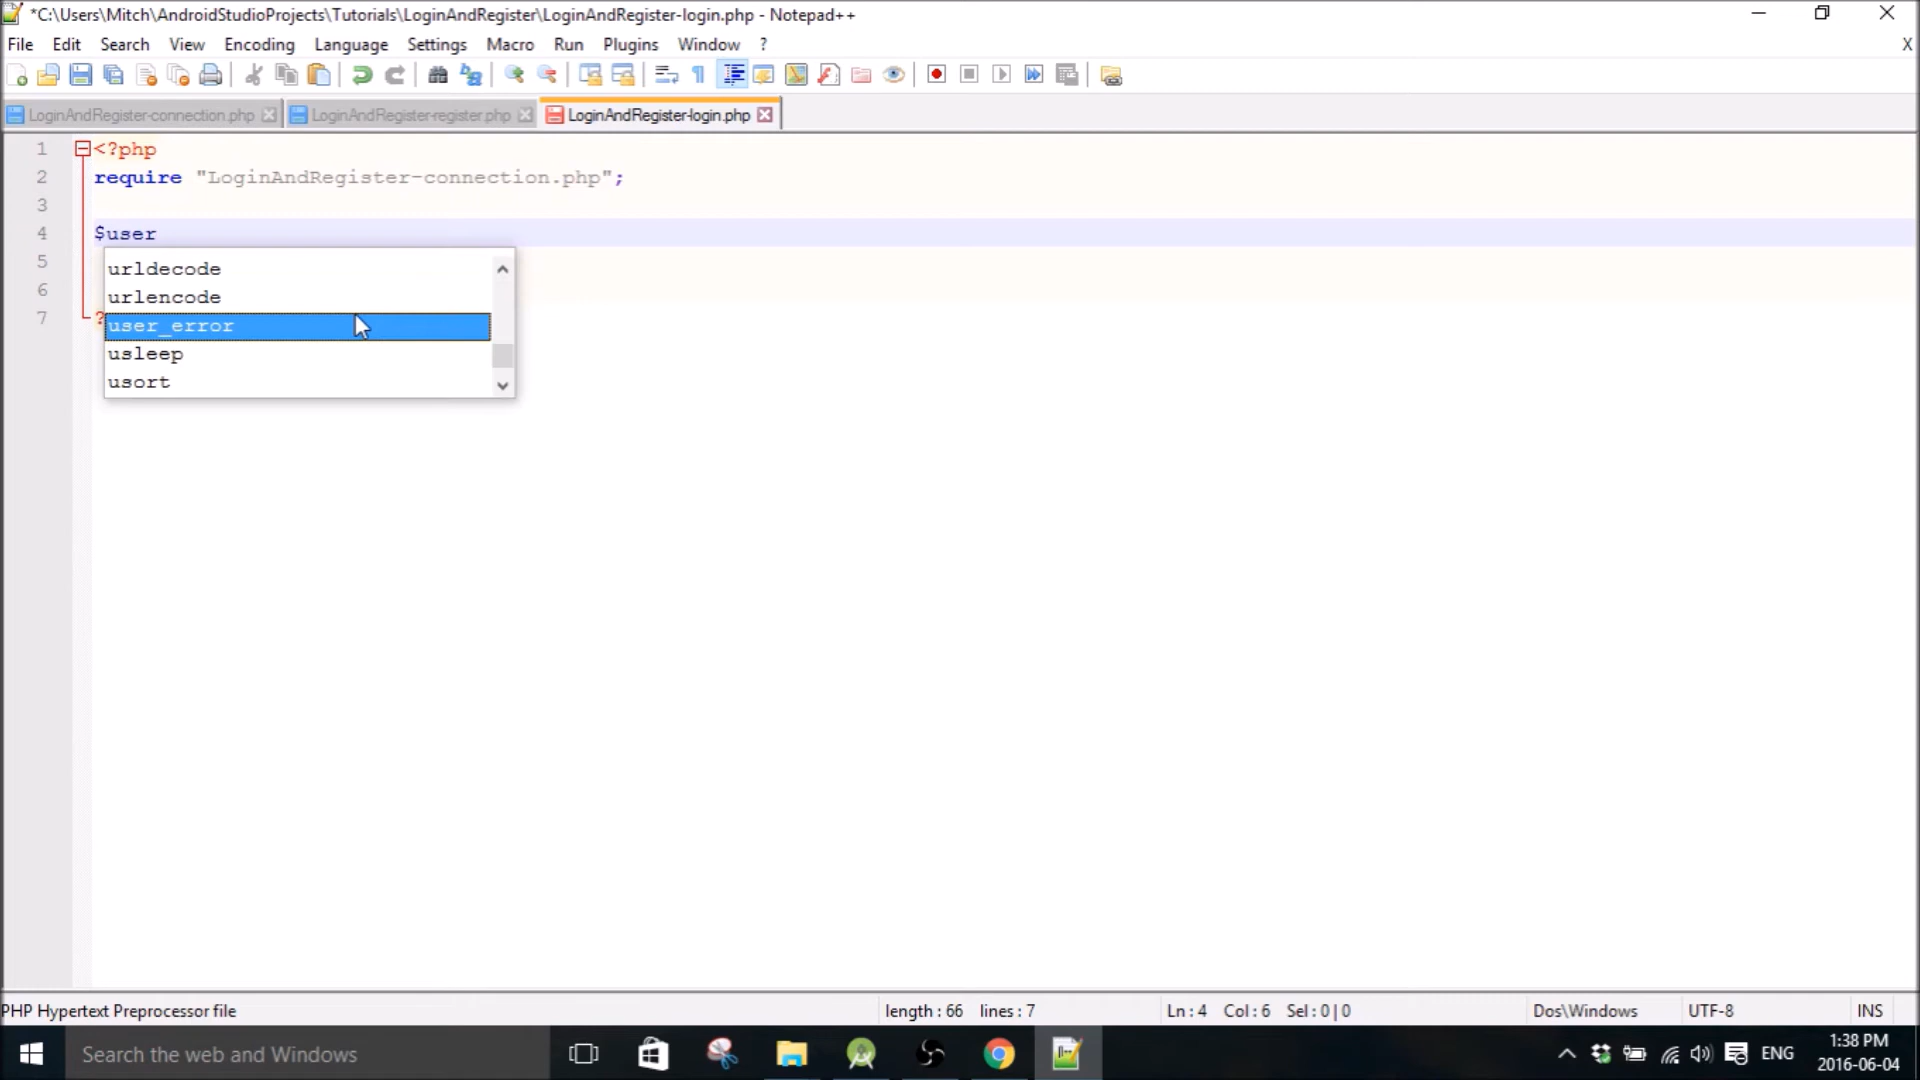 *C:\Users\Mitch\AndroidStudioProjects\Tutorials\LoginAndRegister\LoginAndRegister-login.php - Notepad++
File Edit Search View Encoding Language Settings Macro Run Plugins Window ? X
LoginAndRegister-connection.php LoginAndRegister-register.php LoginAndRegister-login.php
1 <?php
2 require "LoginAndRegister-connection.php";
3
4 $user
5 urldecode
6 urlencode
7 ? user_error
usleep
usort
PHP Hypertext Preprocessor file length : 66 lines : 7 Ln : 4 Col : 6 Sel : 0 | 0 Dos\Windows UTF-8 INS
Search the web and Windows ENG 1:38 PM
2016-06-04